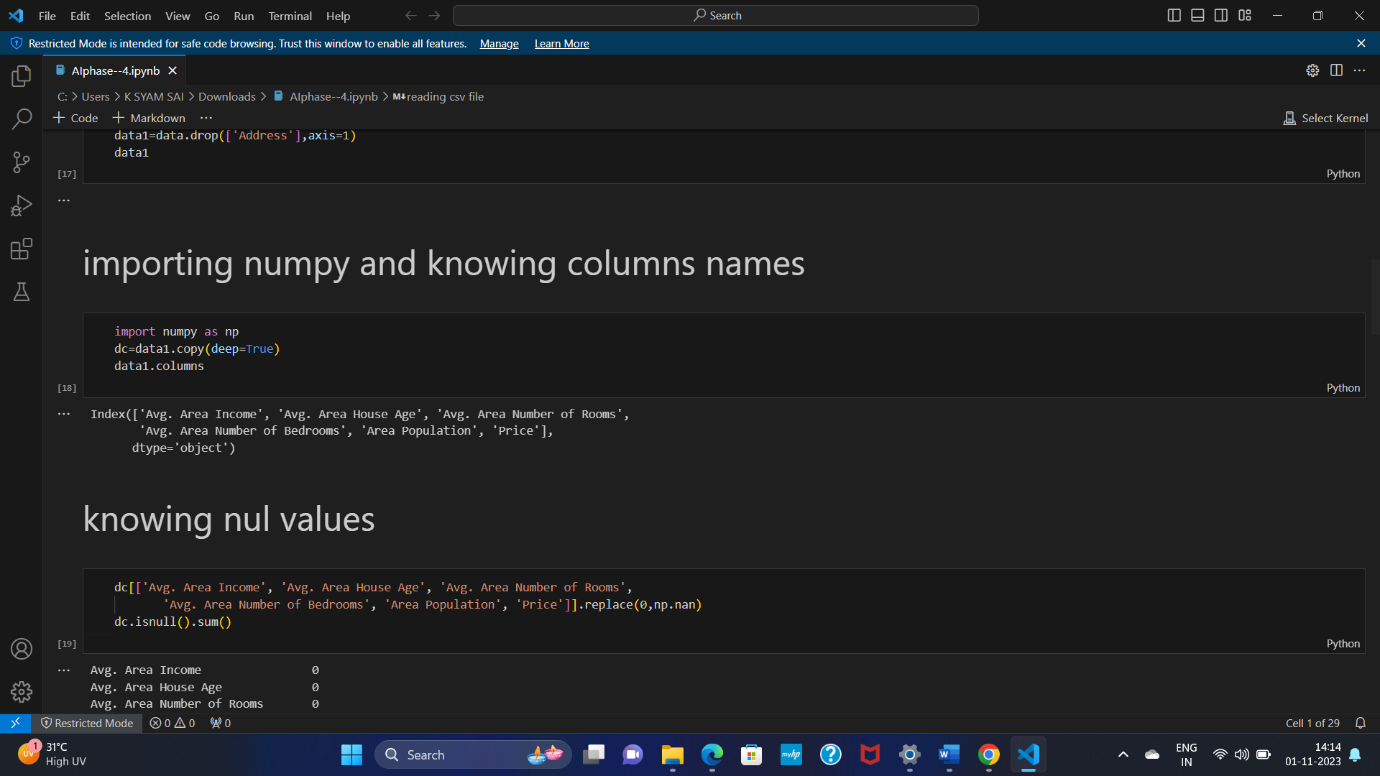 File Edit Selection View Go Run Terminal Help Search
Restricted Mode is intended for safe code browsing. Trust this window to enable all features. Manage Learn More
AIphase--4.ipynb
C: > Users > K SYAM SAI > Downloads > AIphase--4.ipynb > M↓reading csv file
+ Code + Markdown ... Select Kernel
data1=data.drop(['Address'],axis=1)
data1
[17] Python
...
importing numpy and knowing columns names
import numpy as np
dc=data1.copy(deep=True)
data1.columns
[18] Python
... Index(['Avg. Area Income', 'Avg. Area House Age', 'Avg. Area Number of Rooms',
'Avg. Area Number of Bedrooms', 'Area Population', 'Price'],
dtype='object')
knowing nul values
dc[['Avg. Area Income', 'Avg. Area House Age', 'Avg. Area Number of Rooms',
'Avg. Area Number of Bedrooms', 'Area Population', 'Price']].replace(0,np.nan)
dc.isnull().sum()
[19] Python
... Avg. Area Income 0
Avg. Area House Age 0
Avg. Area Number of Rooms 0
Restricted Mode 0 0 0 Cell 1 of 29
UV 1 31°C
High UV
Search
myhp
ENG
IN
14:14
01-11-2023